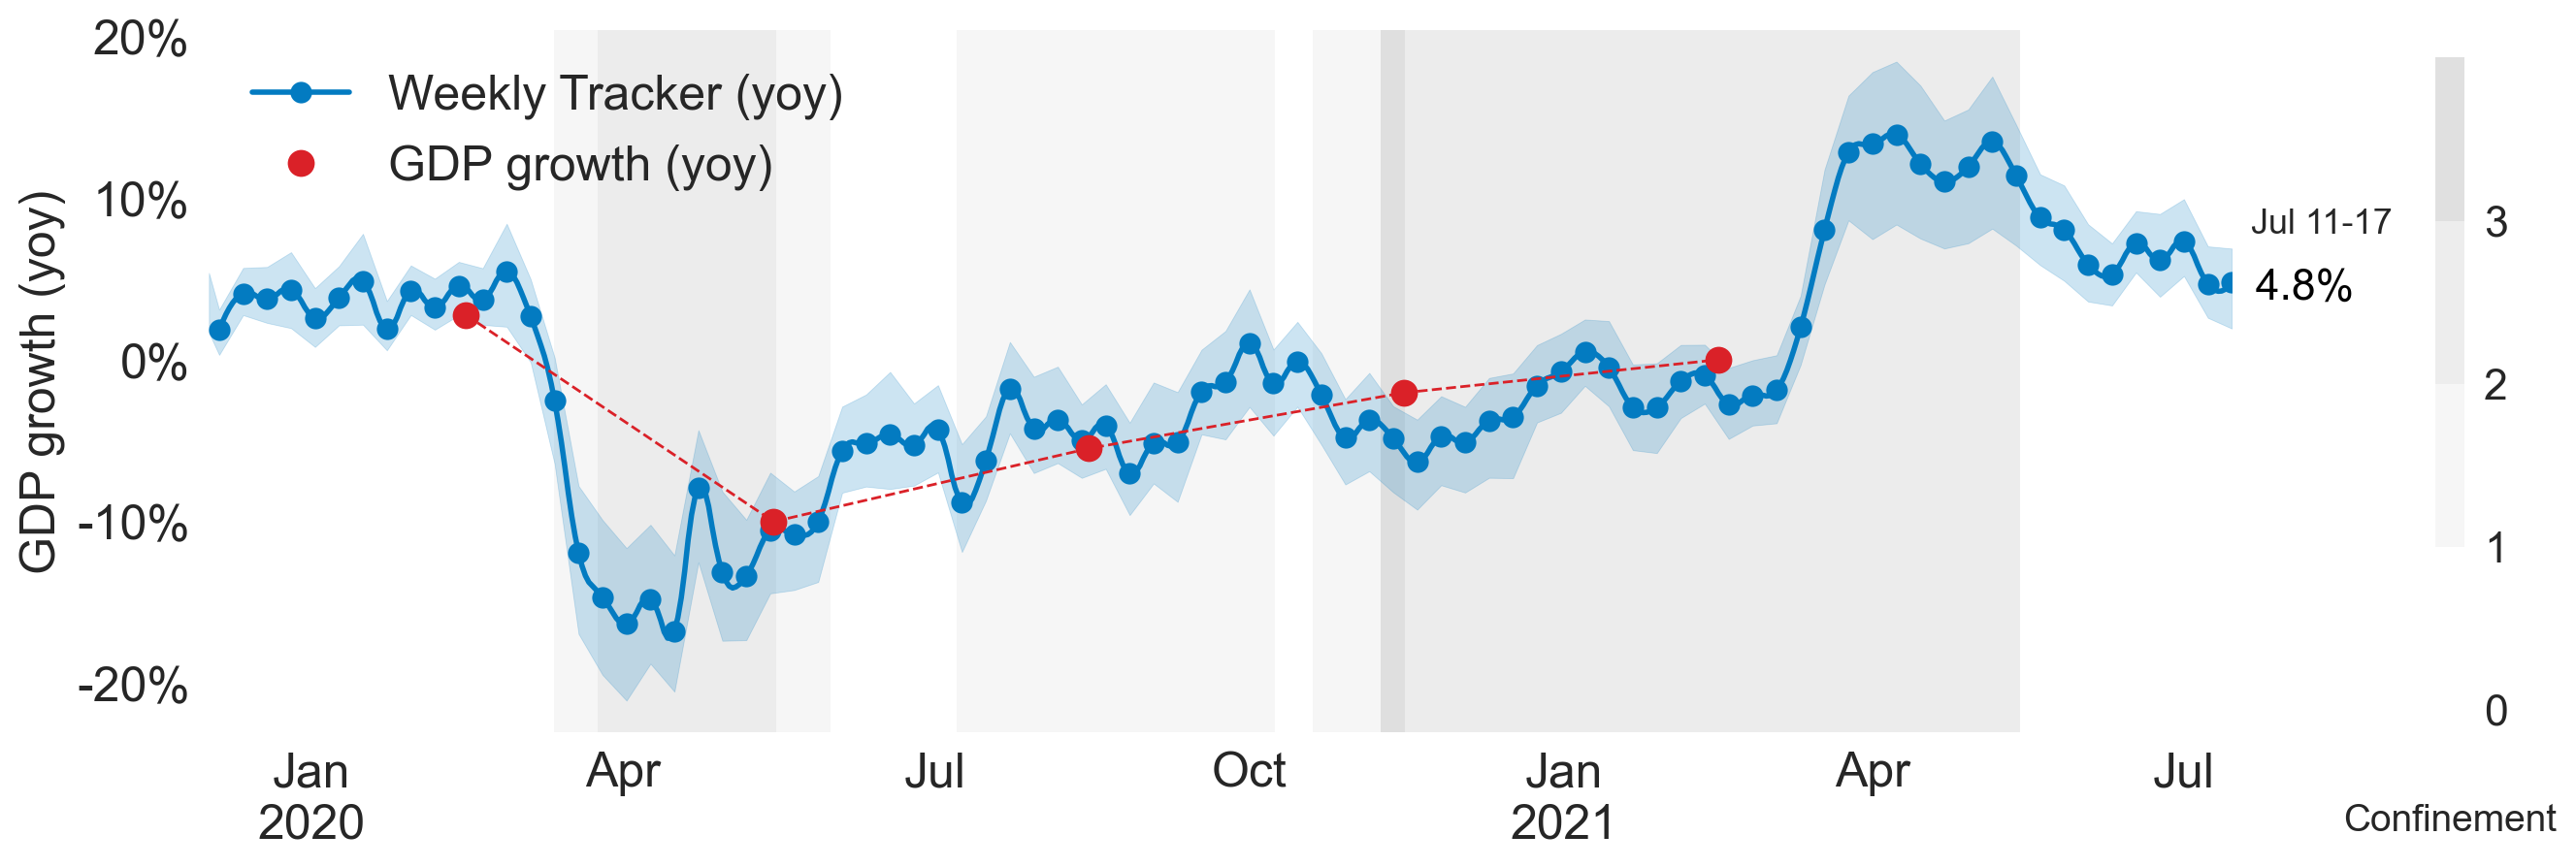 20%
10%
0%
-10%
-20%
GDP growth (yoy)
Weekly Tracker (yoy)
GDP growth (yoy)
Jul 11-17
4.8%
3
2
1
0
Jan
2020
Apr
Jul
Oct
Jan
2021
Apr
Jul
Confinement